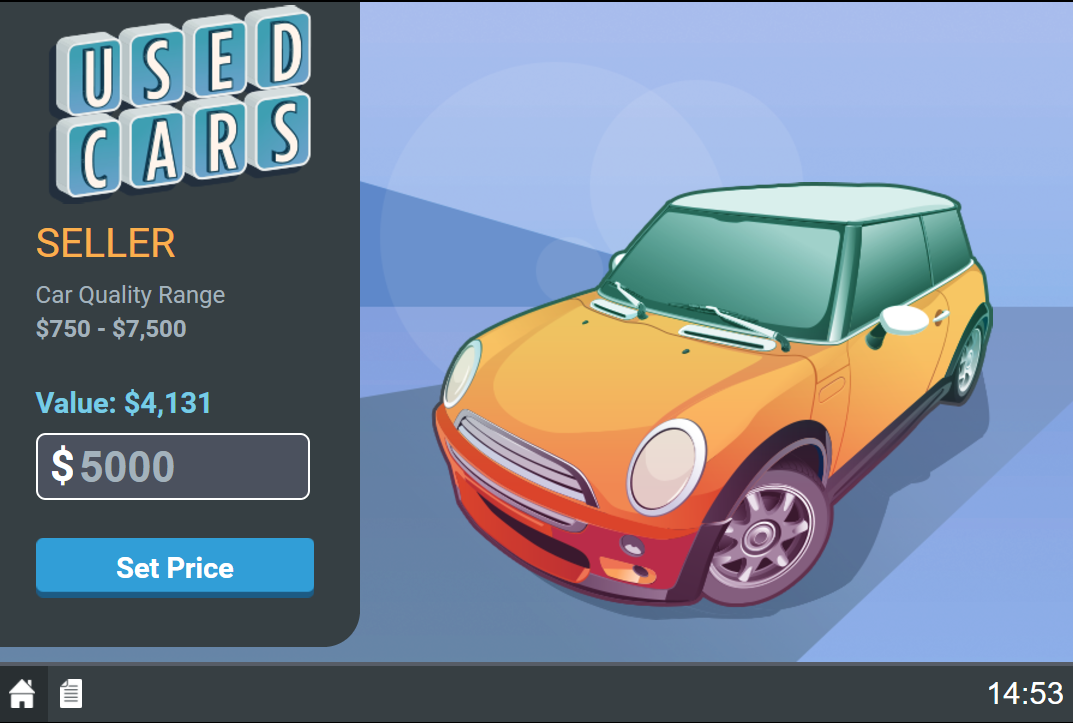 USED
CARS
SELLER
Car Quality Range
$750 - $7,500
Value: $4,131
$ 5000
Set Price
14:53